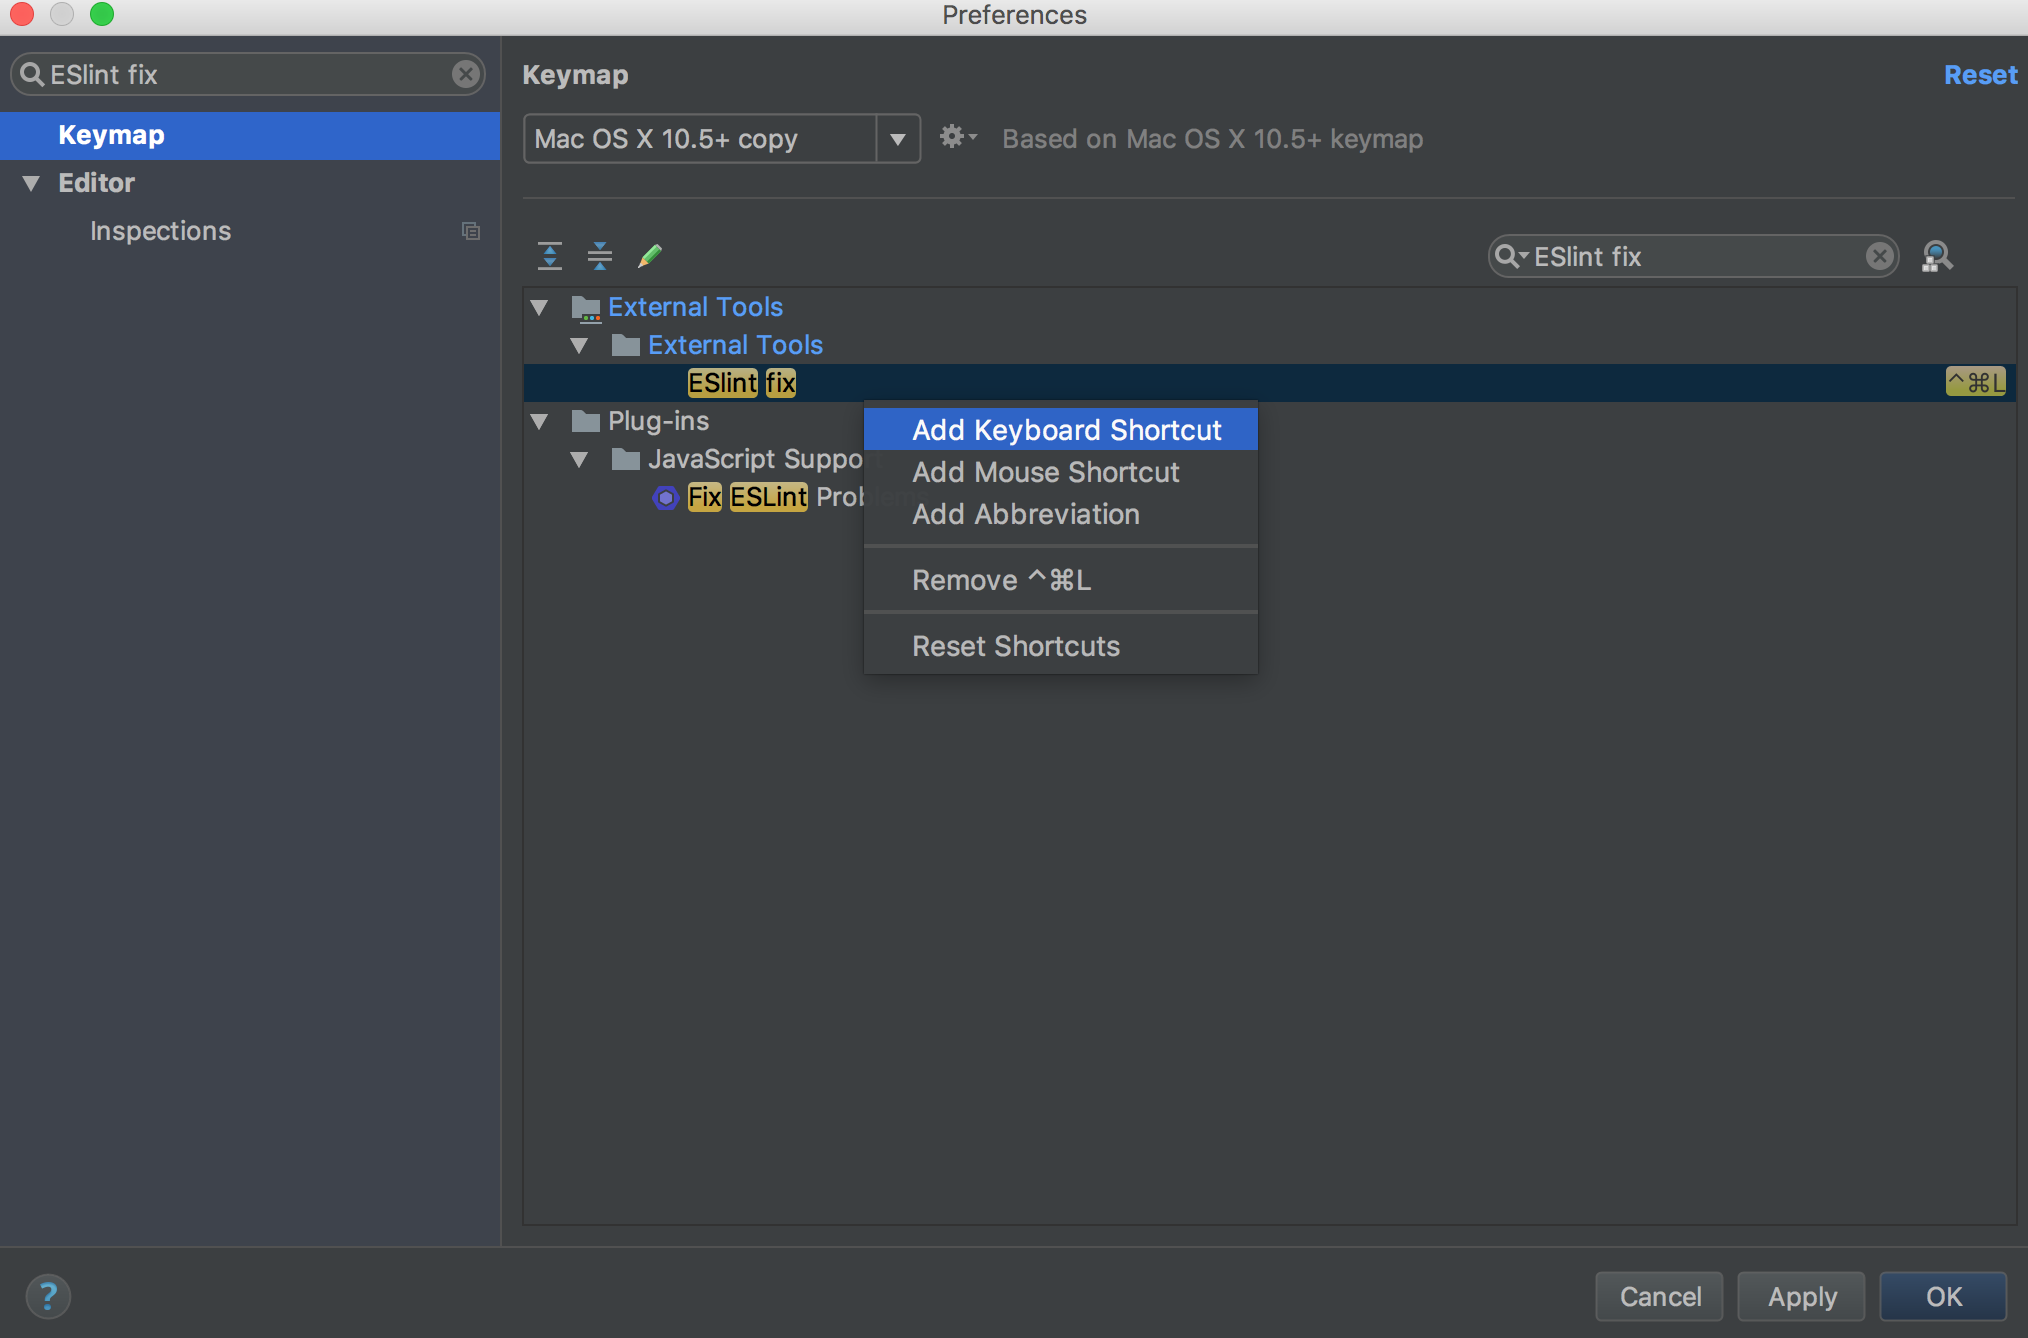 Preferences
ESlint fix
Keymap
Editor
Inspections
Keymap
Reset
Mac OS X 10.5+ copy
Based on Mac OS X 10.5+ keymap
ESlint fix
External Tools
External Tools
ESlint fix ^⌘L
Plug-ins
JavaScript Suppo
Fix ESLint Problems
Add Keyboard Shortcut
Add Mouse Shortcut
Add Abbreviation
Remove ^⌘L
Reset Shortcuts
?
Cancel
Apply
OK